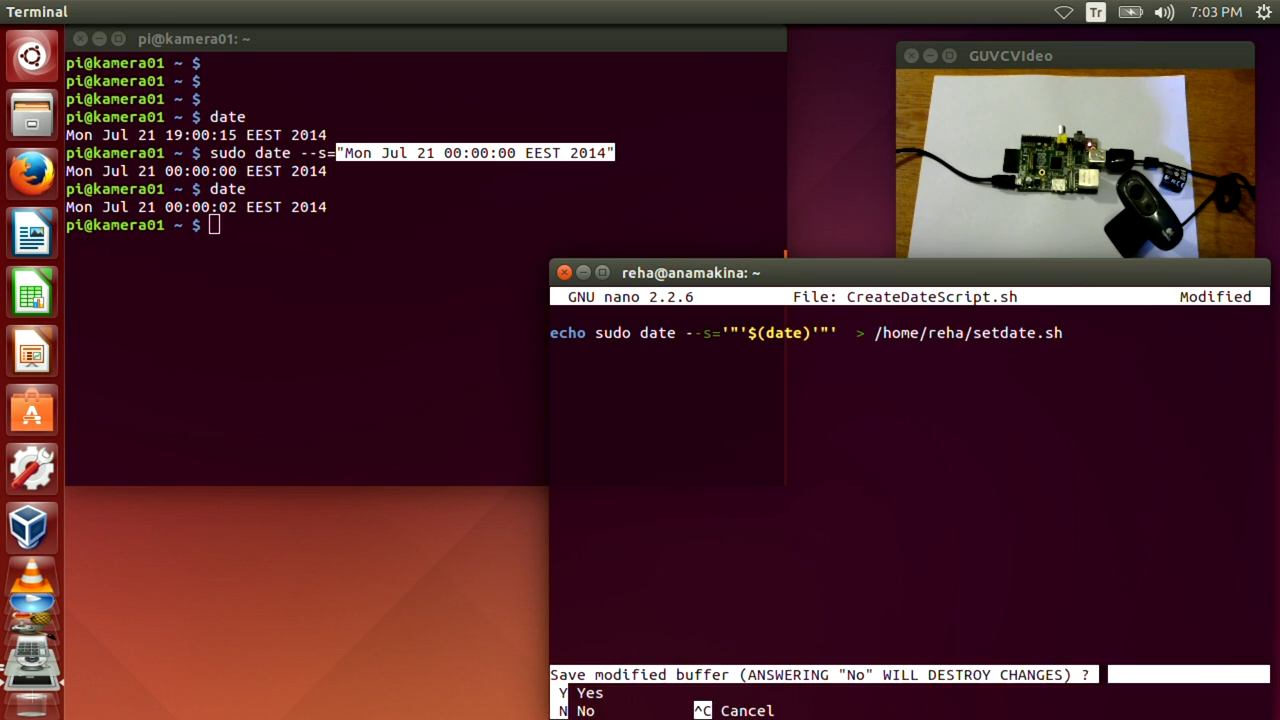 Terminal
Tr
7:03 PM
pi@kamera01: ~
pi@kamera01 ~ $
pi@kamera01 ~ $
pi@kamera01 ~ $
pi@kamera01 ~ $ date
Mon Jul 21 19:00:15 EEST 2014
pi@kamera01 ~ $ sudo date --s="Mon Jul 21 00:00:00 EEST 2014"
Mon Jul 21 00:00:00 EEST 2014
pi@kamera01 ~ $ date
Mon Jul 21 00:00:02 EEST 2014
pi@kamera01 ~ $
GUVCVIdeo
reha@anamakina: ~
GNU nano 2.2.6 File: CreateDateScript.sh Modified
echo sudo date --s='"'$(date)'"' > /home/reha/setdate.sh
Save modified buffer (ANSWERING "No" WILL DESTROY CHANGES) ?
Y Yes
N No ^C Cancel